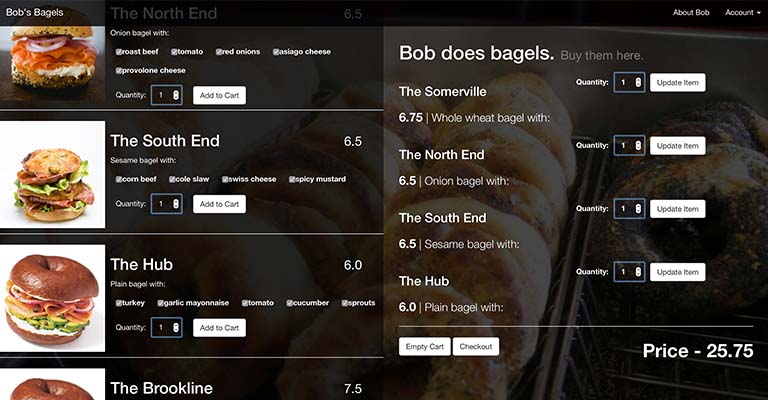 Bob's Bagels
About Bob
Account
The North End
6.5
Onion bagel with:
roast beef
tomato
red onions
asiago cheese
provolone cheese
Quantity:
1
Add to Cart
The South End
6.5
Sesame bagel with:
corn beef
cole slaw
swiss cheese
spicy mustard
Quantity:
1
Add to Cart
The Hub
6.0
Plain bagel with:
turkey
garlic mayonnaise
tomato
cucumber
sprouts
Quantity:
1
Add to Cart
The Brookline
7.5
Bob does bagels. Buy them here.
Quantity:
1
Update Item
The Somerville
6.75 | Whole wheat bagel with:
Quantity:
1
Update Item
The North End
6.5 | Onion bagel with:
Quantity:
1
Update Item
The South End
6.5 | Sesame bagel with:
Quantity:
1
Update Item
The Hub
6.0 | Plain bagel with:
Empty Cart
Checkout
Price - 25.75